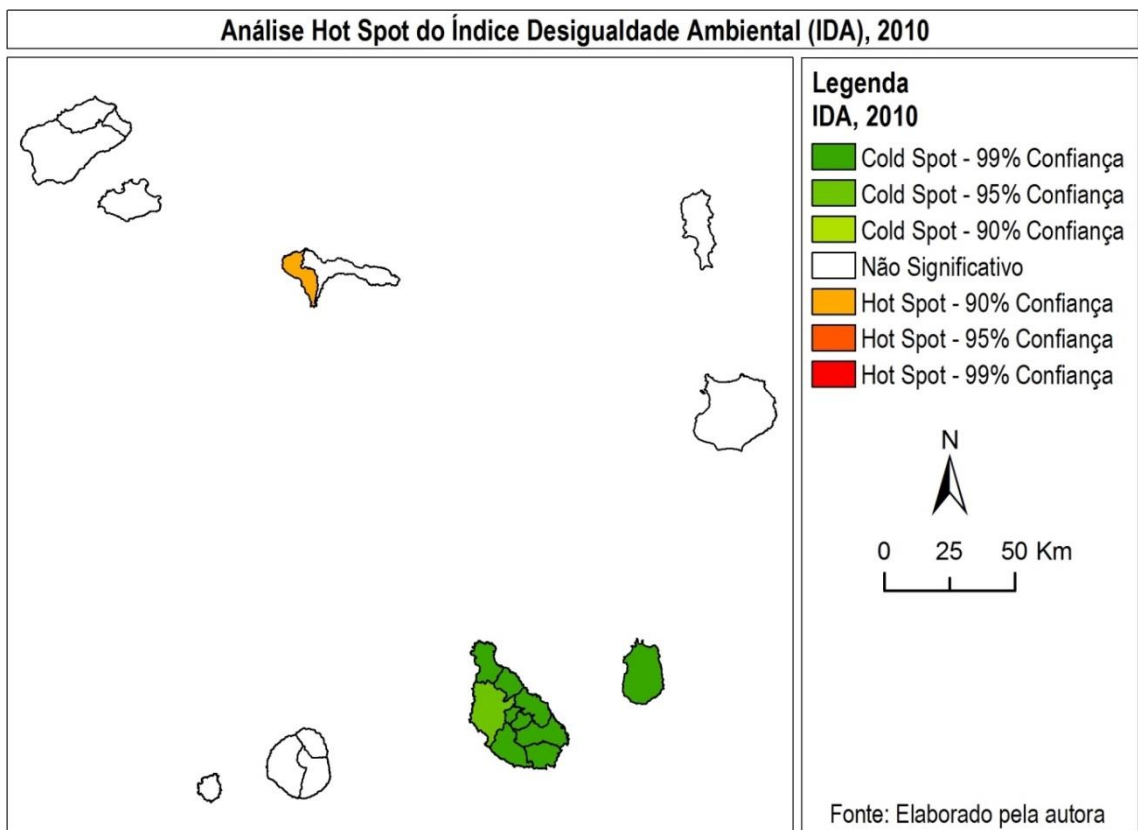 Análise Hot Spot do Índice Desigualdade Ambiental (IDA), 2010
Legenda
IDA, 2010
Cold Spot - 99% Confiança
Cold Spot - 95% Confiança
Cold Spot - 90% Confiança
Não Significativo
Hot Spot - 90% Confiança
Hot Spot - 95% Confiança
Hot Spot - 99% Confiança
N
0 25 50 Km
Fonte: Elaborado pela autora